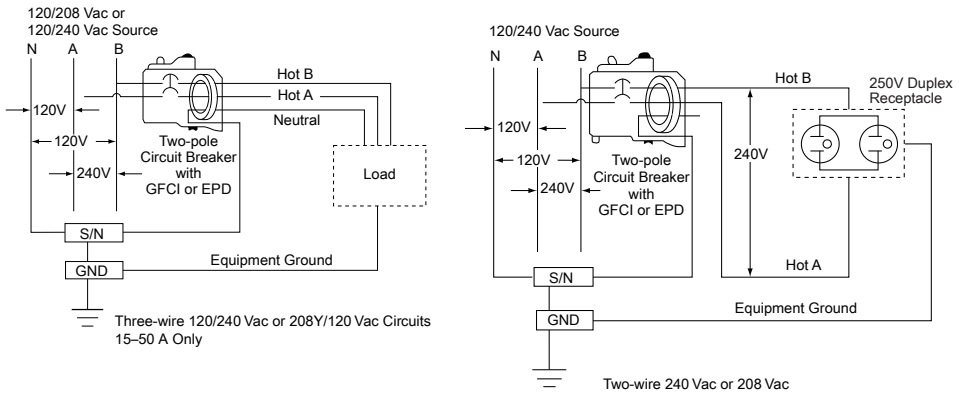 120/208 Vac or
120/240 Vac Source
N A B
Hot B
Hot A
Neutral
120V
120V
240V
Two-pole
Circuit Breaker
with
GFCI or EPD
Load
S/N
GND
Equipment Ground
Three-wire 120/240 Vac or 208Y/120 Vac Circuits
15–50 A Only
120/240 Vac Source
N A B
Hot B
250V Duplex
Receptacle
120V
120V
240V
Two-pole
Circuit Breaker
with
GFCI or EPD
240V
Hot A
S/N
GND
Equipment Ground
Two-wire 240 Vac or 208 Vac